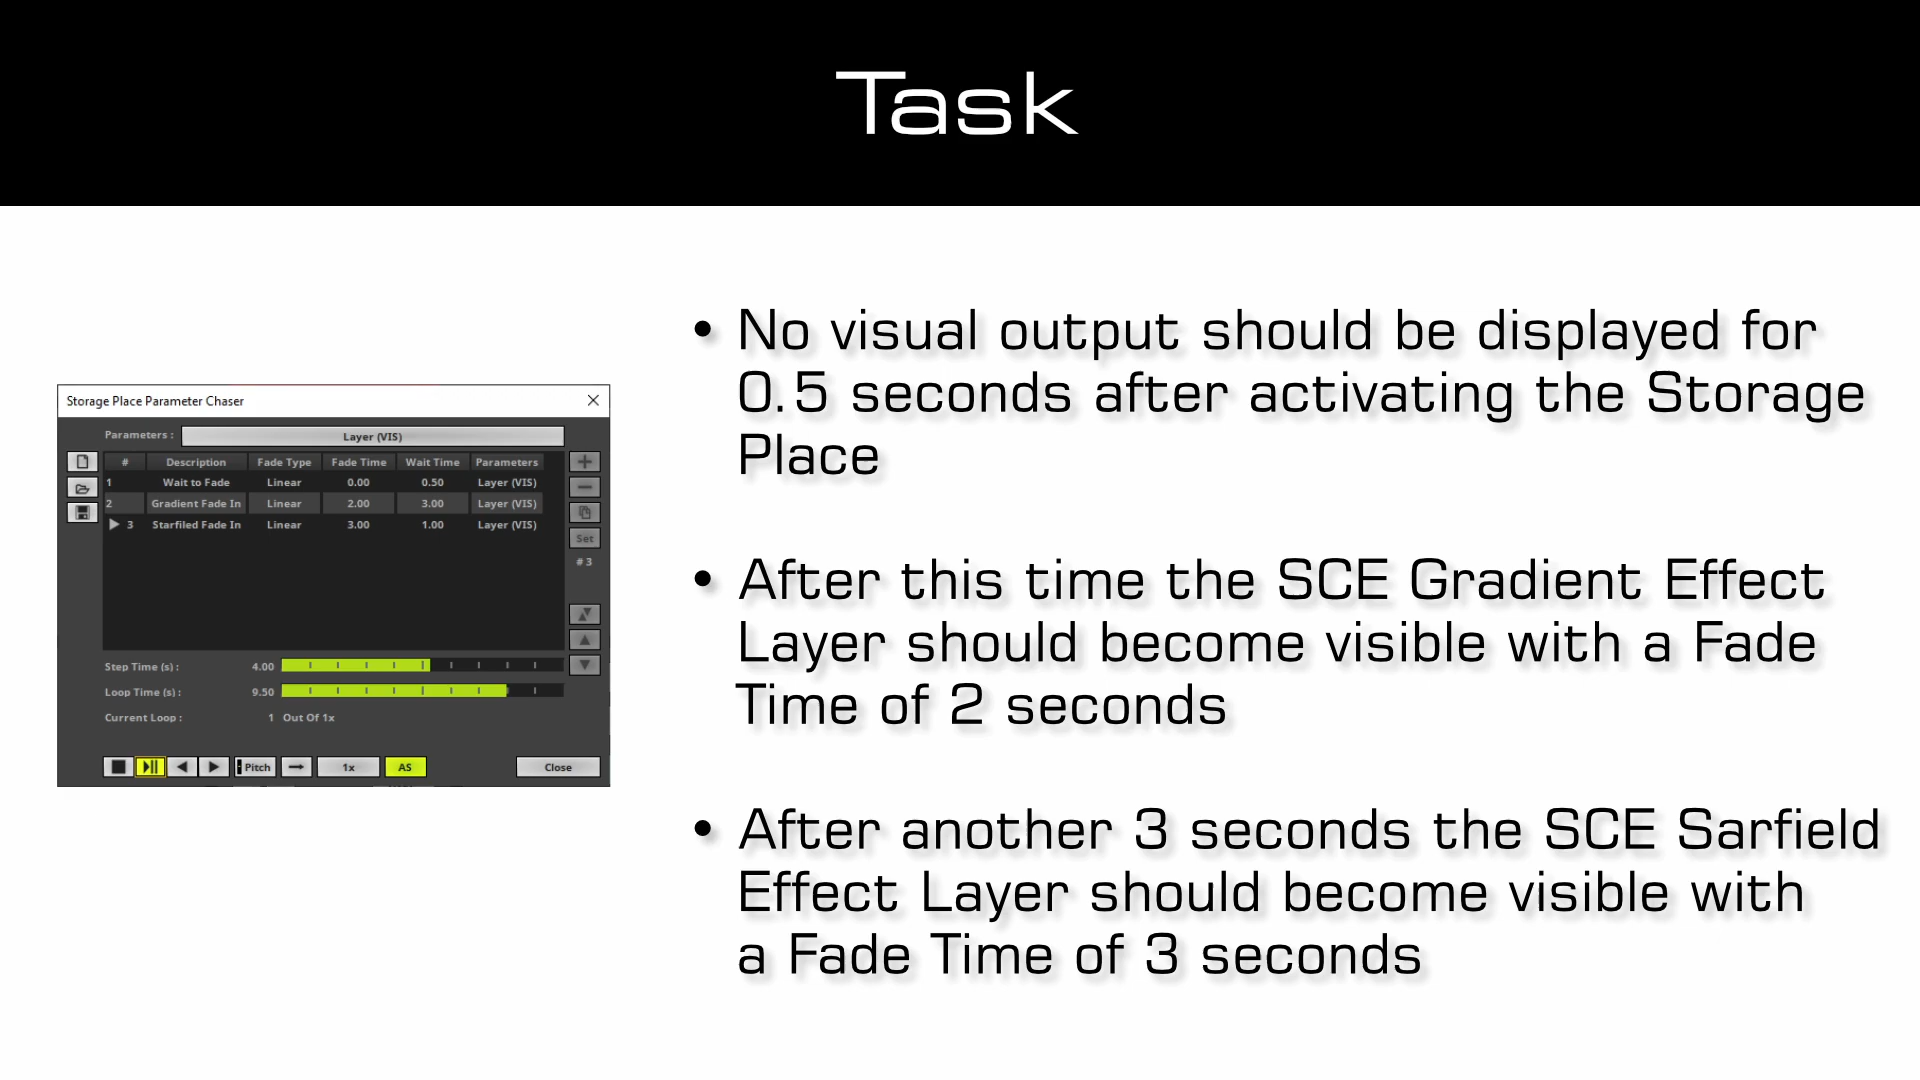 Task
Storage Place Parameter Chaser
Parameters :
Layer (VIS)
# Description Fade Type Fade Time Wait Time Parameters
1 Wait to Fade Linear 0.00 0.50 Layer (VIS)
2 Gradient Fade In Linear 2.00 3.00 Layer (VIS)
3 Starfiled Fade In Linear 3.00 1.00 Layer (VIS)
Set
# 3
Step Time (s) : 4.00
Loop Time (s) : 9.50
Current Loop : 1 Out Of 1x
Pitch 1x AS Close
• No visual output should be displayed for
0.5 seconds after activating the Storage
Place
• After this time the SCE Gradient Effect
Layer should become visible with a Fade
Time of 2 seconds
• After another 3 seconds the SCE Sarfield
Effect Layer should become visible with
a Fade Time of 3 seconds